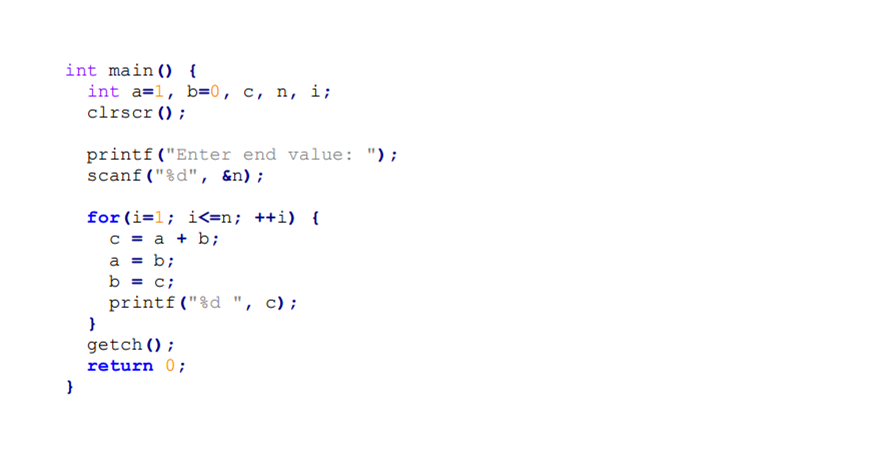 int main() {
int a=1, b=0, c, n, i;
clrscr();
printf("Enter end value: ");
scanf("%d", &n);
for(i=1; i<=n; ++i) {
c = a + b;
a = b;
b = c;
printf("%d ", c);
}
getch();
return 0;
}